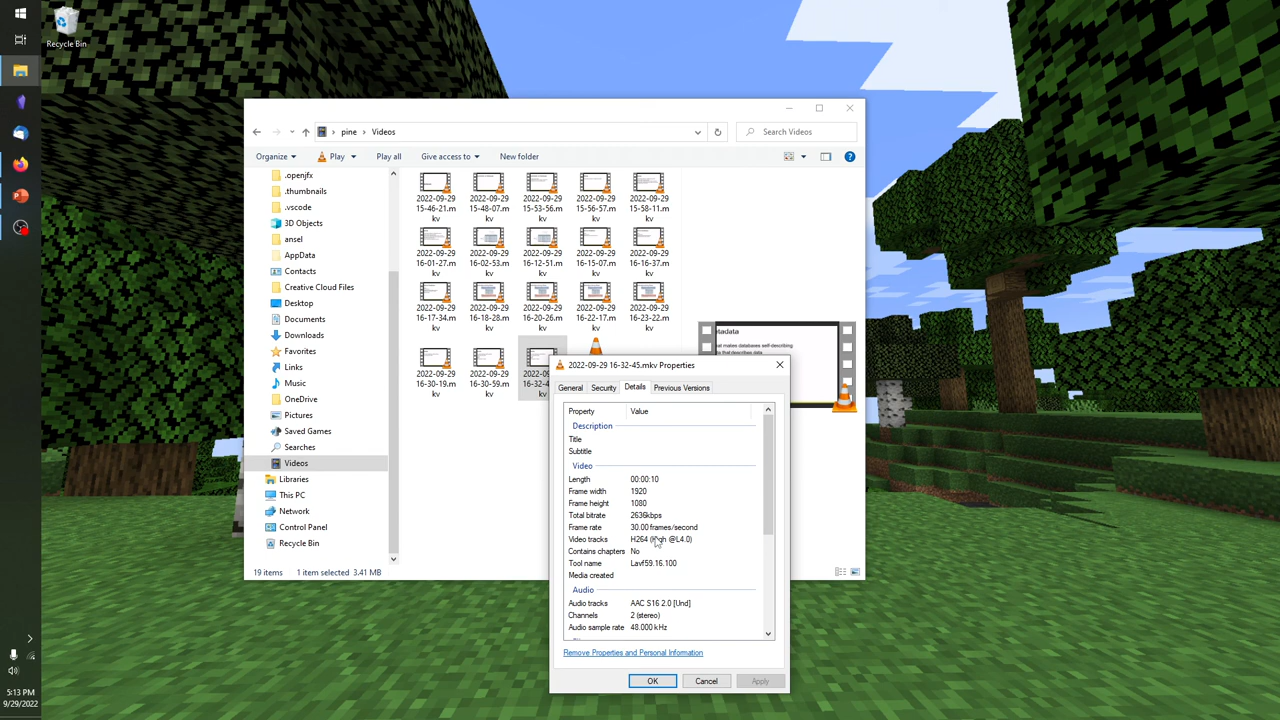 Recycle Bin
pine
Videos
Search Videos
Organize
Play
Play all
Give access to
New folder
.openjfx
.thumbnails
.vscode
3D Objects
ansel
AppData
Contacts
Creative Cloud Files
Desktop
Documents
Downloads
Favorites
Links
Music
OneDrive
Pictures
Saved Games
Searches
Videos
Libraries
This PC
Network
Control Panel
Recycle Bin
2022-09-29 15-46-21.mkv
2022-09-29 15-48-07.mkv
2022-09-29 15-53-56.mkv
2022-09-29 15-56-57.mkv
2022-09-29 15-58-11.mkv
2022-09-29 16-01-27.mkv
2022-09-29 16-02-53.mkv
2022-09-29 16-12-51.mkv
2022-09-29 16-15-07.mkv
2022-09-29 16-16-37.mkv
2022-09-29 16-17-34.mkv
2022-09-29 16-18-28.mkv
2022-09-29 16-20-26.mkv
2022-09-29 16-22-17.mkv
2022-09-29 16-23-22.mkv
2022-09-29 16-30-19.mkv
2022-09-29 16-30-59.mkv
tadata
at makes databases self-describing
that describes data
19 items
1 item selected 3.41 MB
2022-09-29 16-32-45.mkv Properties
General
Security
Details
Previous Versions
Property Value
Description
Title
Subtitle
Video
Length 00:00:10
Frame width 1920
Frame height 1080
Total bitrate 2636kbps
Frame rate 30.00 frames/second
Video tracks H264 (High @L4.0)
Contains chapters No
Tool name Lavf59.16.100
Media created
Audio
Audio tracks AAC S16 2.0 [Und]
Channels 2 (stereo)
Audio sample rate 48.000 kHz
Remove Properties and Personal Information
OK
Cancel
Apply
5:13 PM
9/29/2022